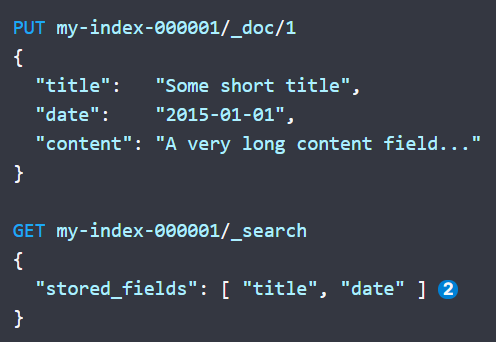 PUT my-index-000001/_doc/1
{
  "title":   "Some short title",
  "date":    "2015-01-01",
  "content": "A very long content field..."
}

GET my-index-000001/_search
{
  "stored_fields": [ "title", "date" ] 2
}